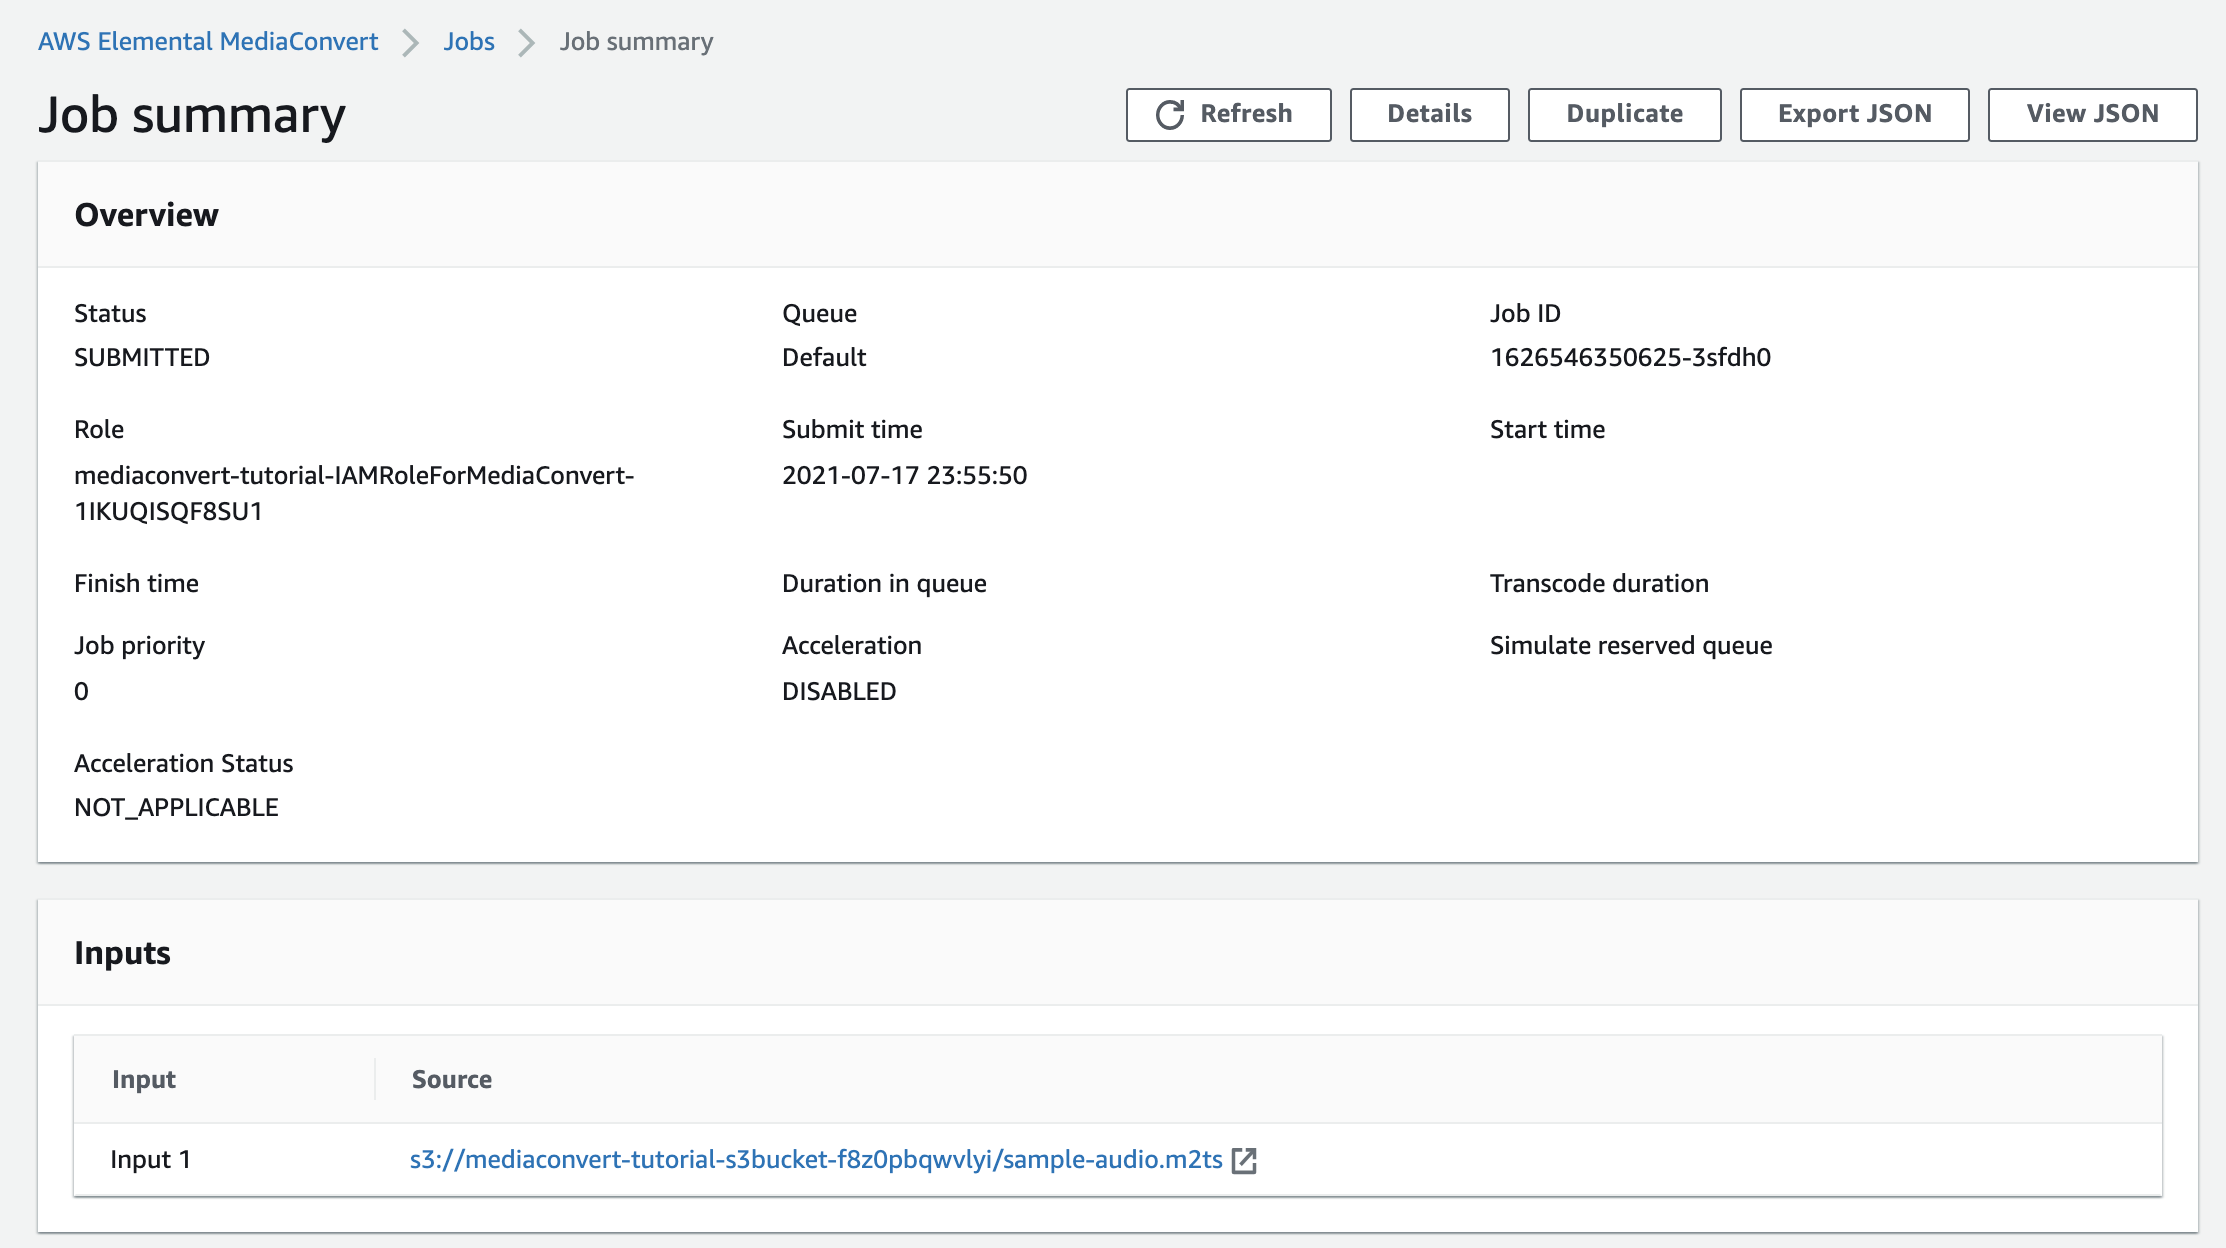 AWS Elemental MediaConvert > Jobs > Job summary
Job summary
Refresh
Details
Duplicate
Export JSON
View JSON
Overview
Status
SUBMITTED
Queue
Default
Job ID
1626546350625-3sfdh0
Role
mediaconvert-tutorial-IAMRoleForMediaConvert-
1IKUQISQF8SU1
Submit time
2021-07-17 23:55:50
Start time
Finish time
Duration in queue
Transcode duration
Job priority
0
Acceleration
DISABLED
Simulate reserved queue
Acceleration Status
NOT_APPLICABLE
Inputs
Input
Source
Input 1
s3://mediaconvert-tutorial-s3bucket-f8z0pbqwvlyi/sample-audio.m2ts